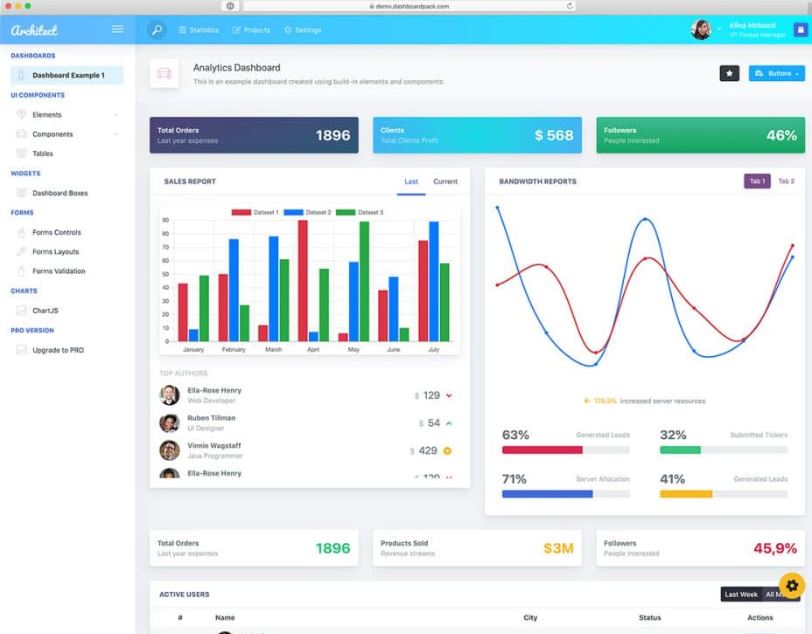 demo.dashboardpack.com
Architect
Statistics
Projects
Settings
Alina Mcloard
VP People Manager
DASHBOARDS
Dashboard Example 1
UI COMPONENTS
Elements
Components
Tables
WIDGETS
Dashboard Boxes
FORMS
Forms Controls
Forms Layouts
Forms Validation
CHARTS
ChartJS
PRO VERSION
Upgrade to PRO
Analytics Dashboard
This is an example dashboard created using build-in elements and components.
Buttons
Total Orders
Last year expenses
1896
Clients
Total Clients Profit
$ 568
Followers
People Interested
46%
SALES REPORT
Last
Current
Dataset 1
Dataset 2
Dataset 3
90
80
70
60
50
40
30
20
10
0
January
February
March
April
May
June
July
TOP AUTHORS
Ella-Rose Henry
Web Developer
$ 129
Ruben Tillman
UI Designer
$ 54
Vinnie Wagstaff
Java Programmer
$ 429
Ella-Rose Henry
129
BANDWIDTH REPORTS
Tab 1
Tab 2
increased server resources
63%
Generated Leads
32%
Submitted Tickers
71%
Server Allocation
41%
Generated Leads
Total Orders
Last year expenses
1896
Products Sold
Revenue streams
$3M
Followers
People Interested
45,9%
ACTIVE USERS
Last Week
All M
#
Name
City
Status
Actions